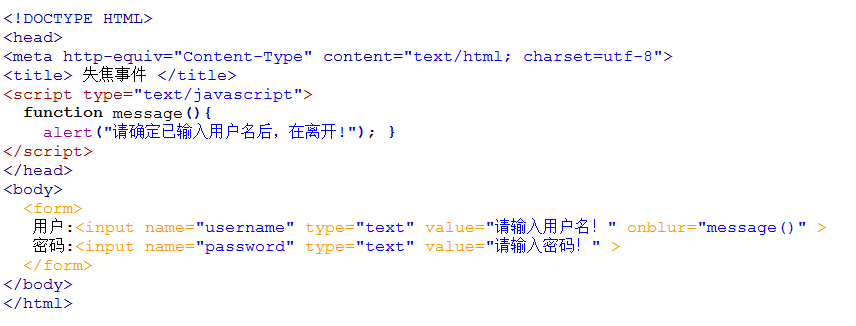 <!DOCTYPE HTML>
<head>
<meta http-equiv="Content-Type" content="text/html; charset=utf-8">
<title> 失焦事件 </title>
<script type="text/javascript">
  function message(){
    alert("请确定已输入用户名后，在离开!"); }
</script>
</head>
<body>
  <form>
   用户:<input name="username" type="text" value="请输入用户名！" onblur="message()" >
   密码:<input name="password" type="text" value="请输入密码！" >
  </form>
</body>
</html>